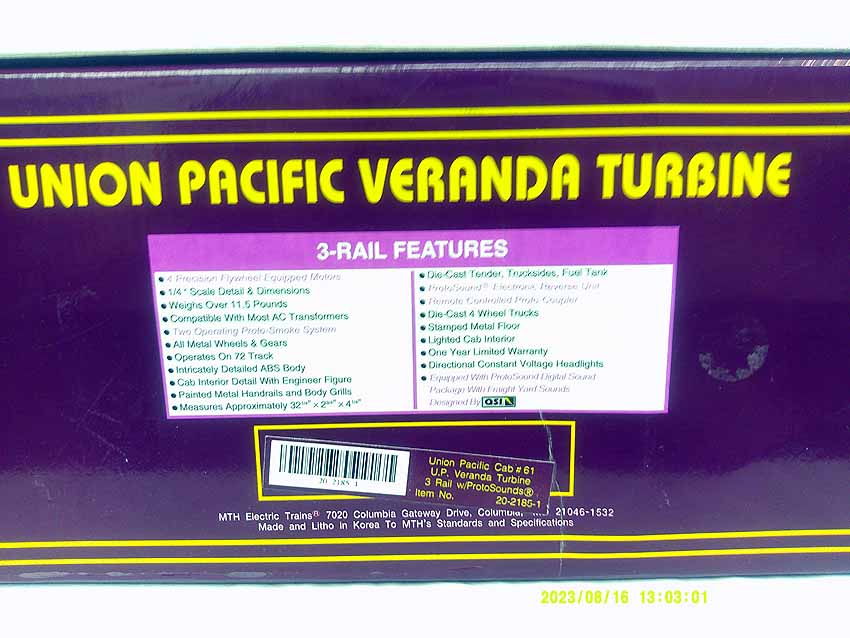 UNION PACIFIC VERANDA TURBINE
3-RAIL FEATURES
4 Precision Flywheel Equipped Motors
1/4" Scale Detail & Dimensions
Weighs Over 11.5 Pounds
Compatible With Most AC Transformers
Two Operating Proto-Smoke System
All Metal Wheels & Gears
Operates On 72 Track
Intricately Detailed ABS Body
Cab Interior Detail With Engineer Figure
Painted Metal Handrails and Body Grills
Measures Approximately 32 x 2 x 4
Die-Cast Tender, Trucksides, Fuel Tank
ProtoSound® Electronic Reverse Unit
Remote Controlled Proto-Coupler
Die-Cast 4 Wheel Trucks
Stamped Metal Floor
Lighted Cab Interior
One Year Limited Warranty
Directional Constant Voltage Headlights
Equipped With ProtoSound Digital Sound
Package With Freight Yard Sounds
Designed By QSI
20 2185 1
Union Pacific Cab # 61
U.P. Veranda Turbine
3 Rail w/ProtoSounds®
Item No. 20-2185-1
MTH Electric Trains® 7020 Columbia Gateway Drive, Columbia, 21046-1532
Made and Litho in Korea To MTH's Standards and Specifications
2023/08/16 13:03:01